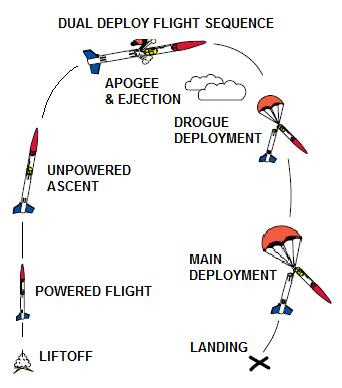 DUAL DEPLOY FLIGHT SEQUENCE
APOGEE
& EJECTION
DROGUE
DEPLOYMENT
UNPOWERED
ASCENT
MAIN
DEPLOYMENT
POWERED FLIGHT
LIFTOFF
LANDING